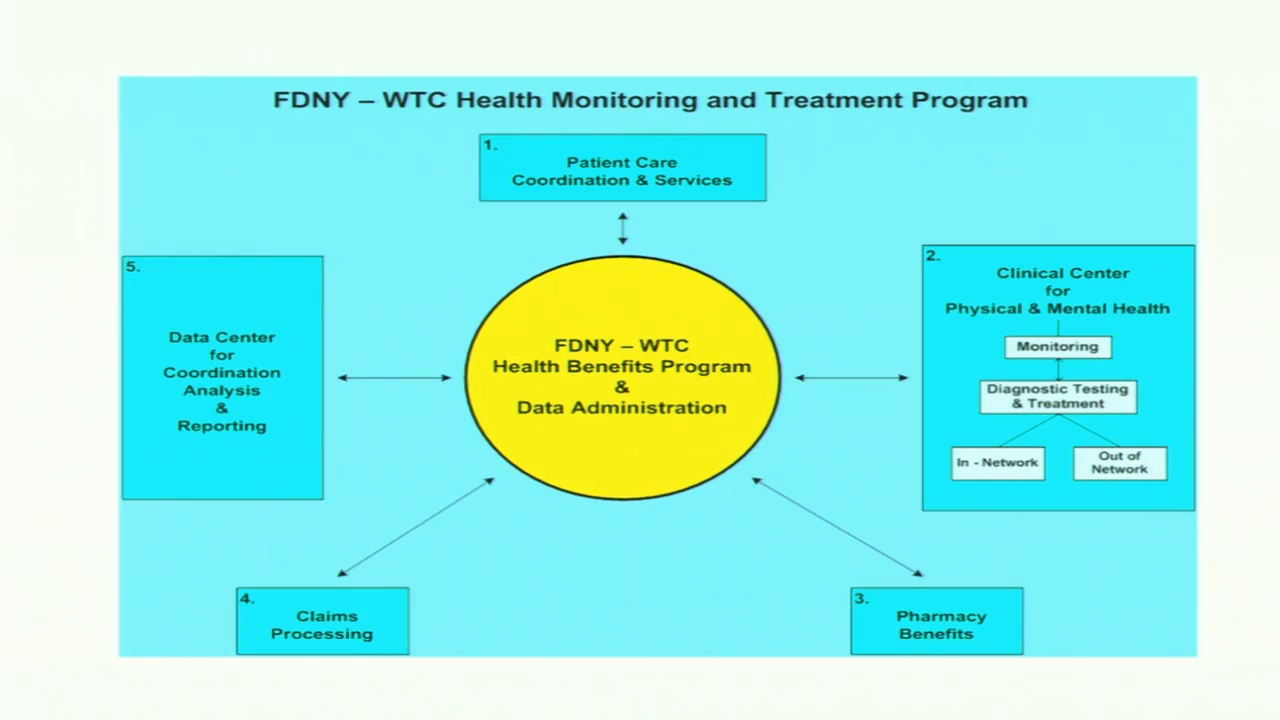 FDNY – WTC Health Monitoring and Treatment Program
1.
Patient Care
Coordination & Services
FDNY – WTC
Health Benefits Program
&
Data Administration
2.
Clinical Center
for
Physical & Mental Health
Monitoring
Diagnostic Testing
& Treatment
In - Network
Out of
Network
3.
Pharmacy
Benefits
4.
Claims
Processing
5.
Data Center
for
Coordination
Analysis
&
Reporting